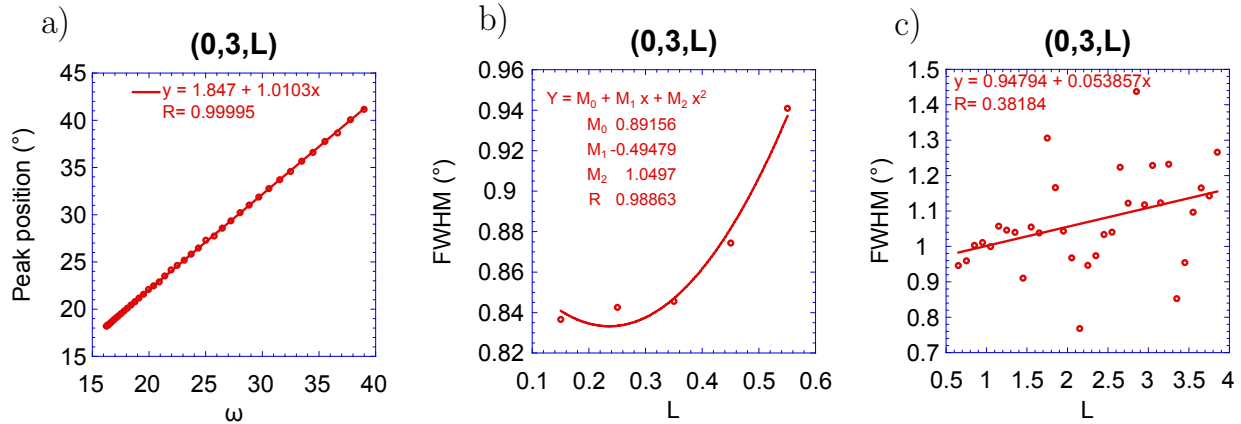 a)
(0,3,L)
y = 1.847 + 1.0103x
R= 0.99995
Peak position (°)
45
40
35
30
25
20
15
15
20
25
30
35
40
ω
b)
(0,3,L)
Y = M0 + M1 x + M2 x²
M0 0.89156
M1 -0.49479
M2 1.0497
R 0.98863
FWHM (°)
0.96
0.94
0.92
0.9
0.88
0.86
0.84
0.82
0.1
0.2
0.3
0.4
0.5
0.6
L
c)
(0,3,L)
y = 0.94794 + 0.053857x
R= 0.38184
FWHM (°)
1.5
1.4
1.3
1.2
1.1
1
0.9
0.8
0.7
0.5
1
1.5
2
2.5
3
3.5
4
L